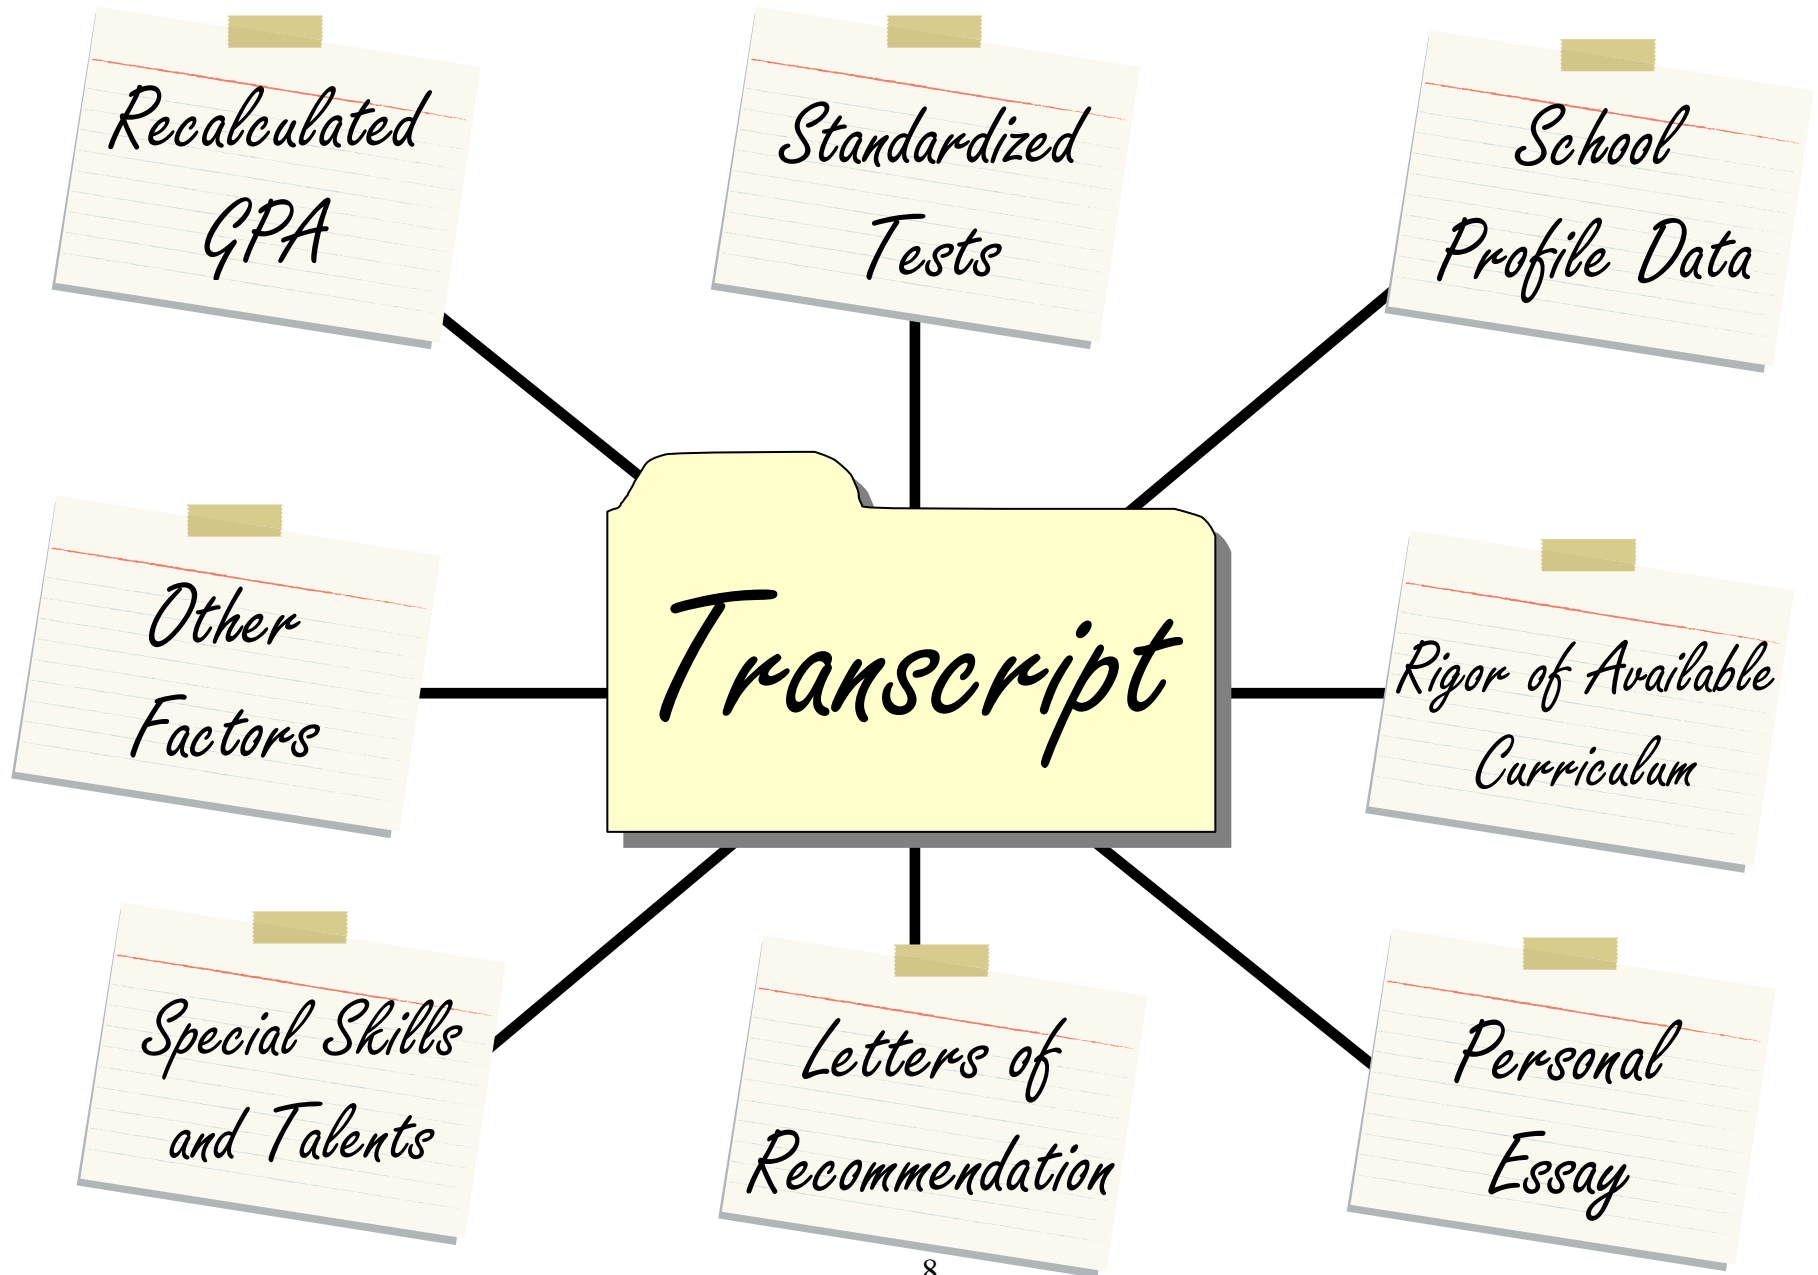 Recalculated
GPA
Standardized
Tests
School
Profile Data
Other
Factors
Transcript
Rigor of Available
Curriculum
Special Skills
and Talents
Letters of
Recommendation
Personal
Essay
8